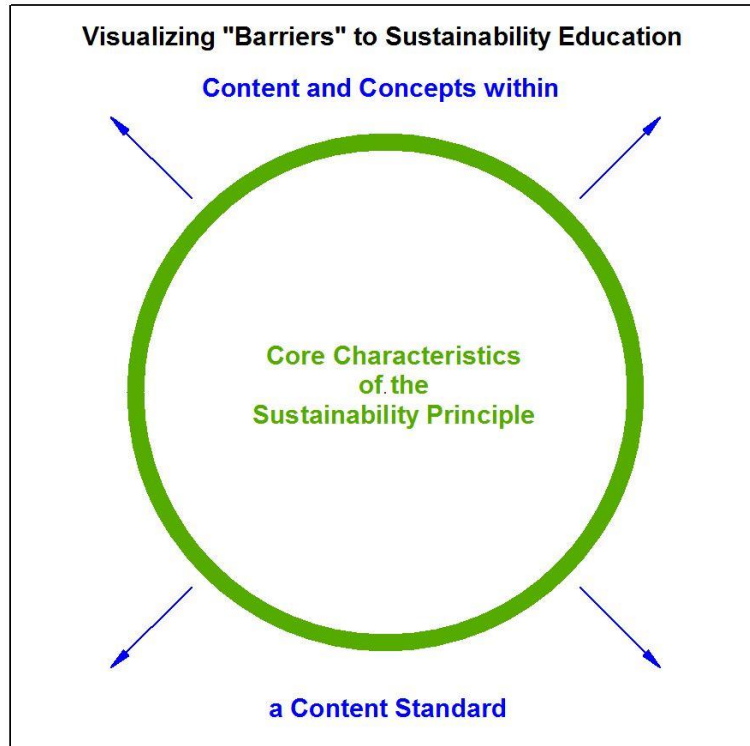 Visualizing "Barriers" to Sustainability Education
Content and Concepts within
Core Characteristics
of the
Sustainability Principle
a Content Standard